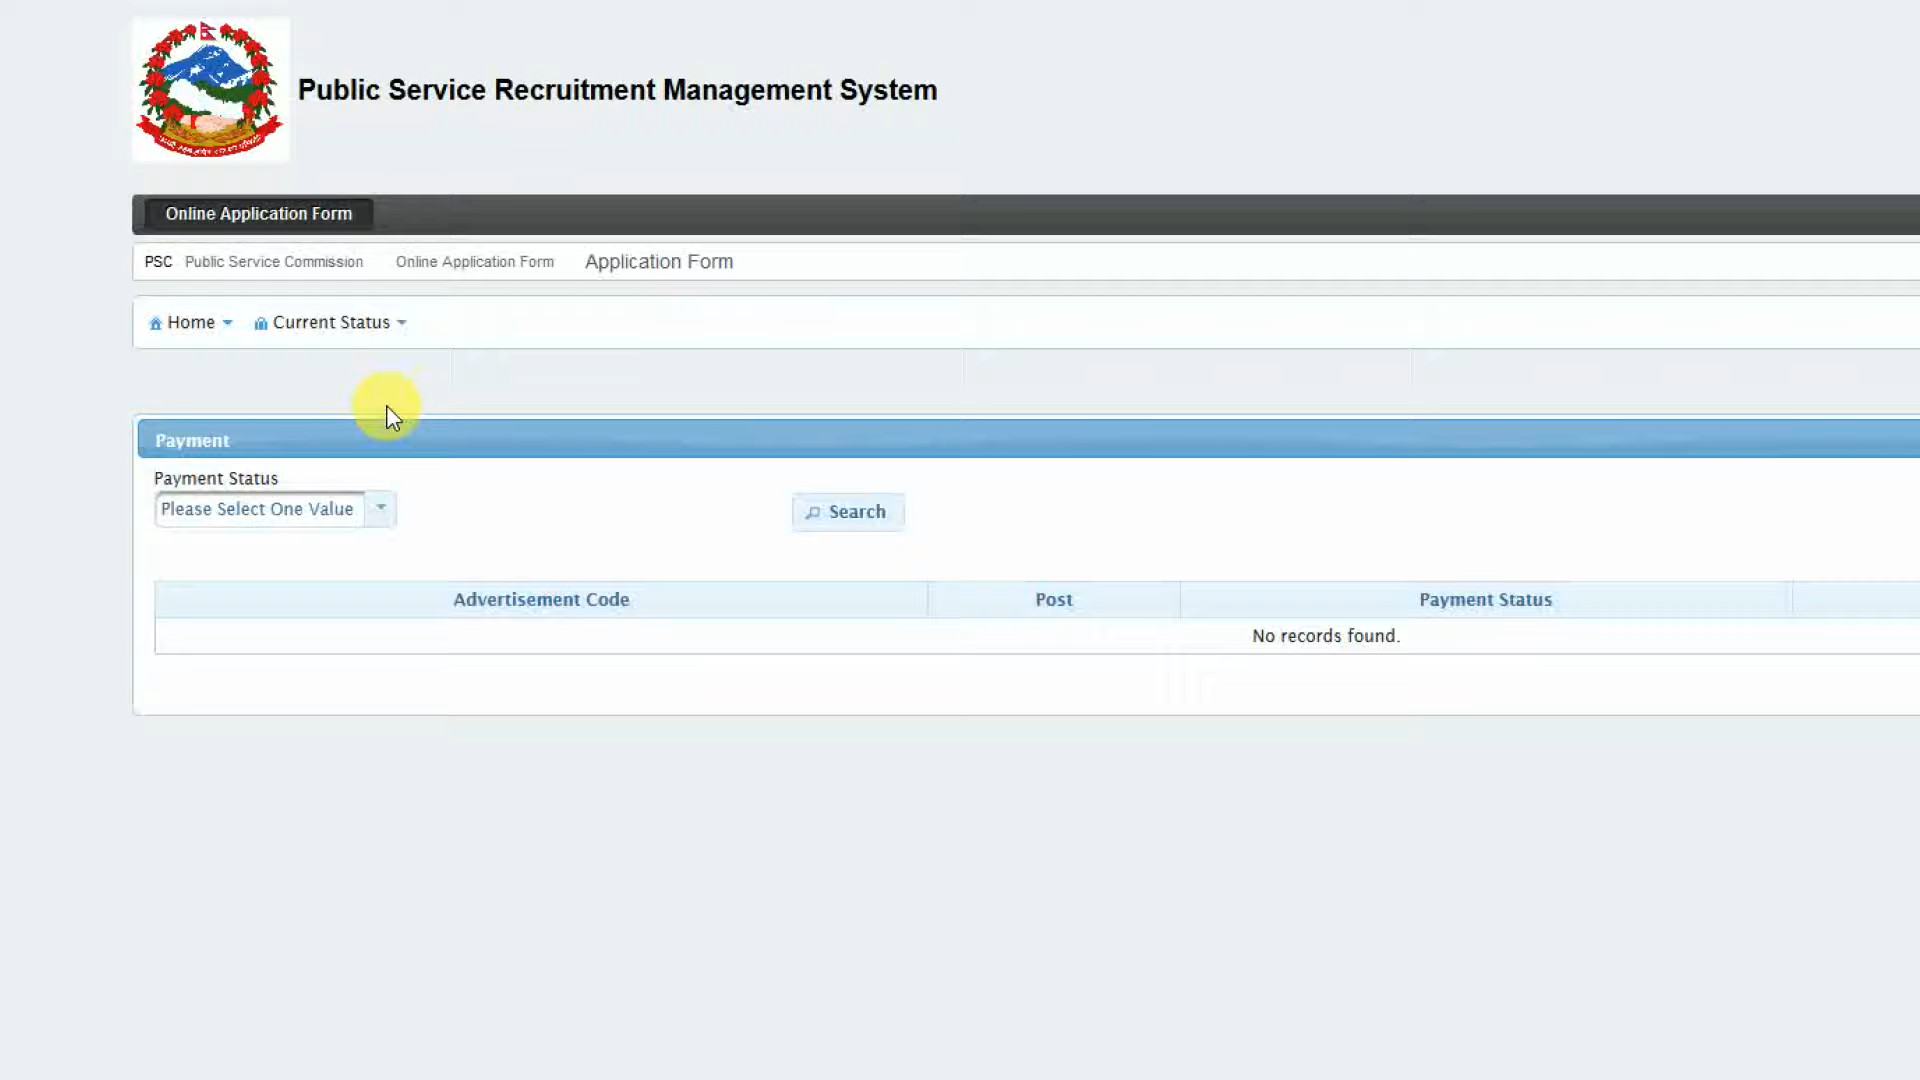 Public Service Recruitment Management System
Online Application Form
PSC Public Service Commission Online Application Form Application Form
Home Current Status
Payment
Payment Status
Please Select One Value Search
Advertisement Code Post Payment Status
No records found.